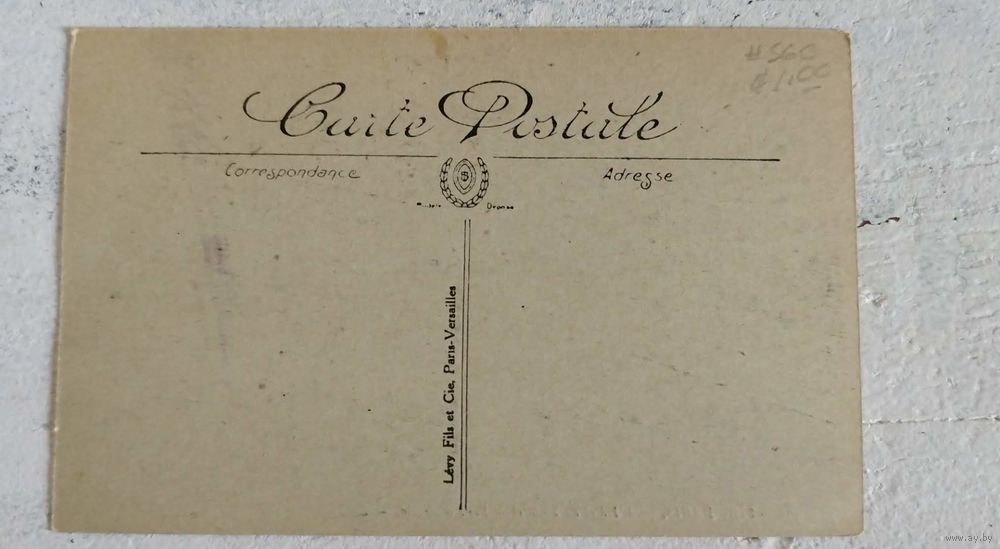 #560
$1.00
Carte Postale
Correspondance
Adresse
Lévy Fils et Cie, Paris-Versailles
www.ay.by